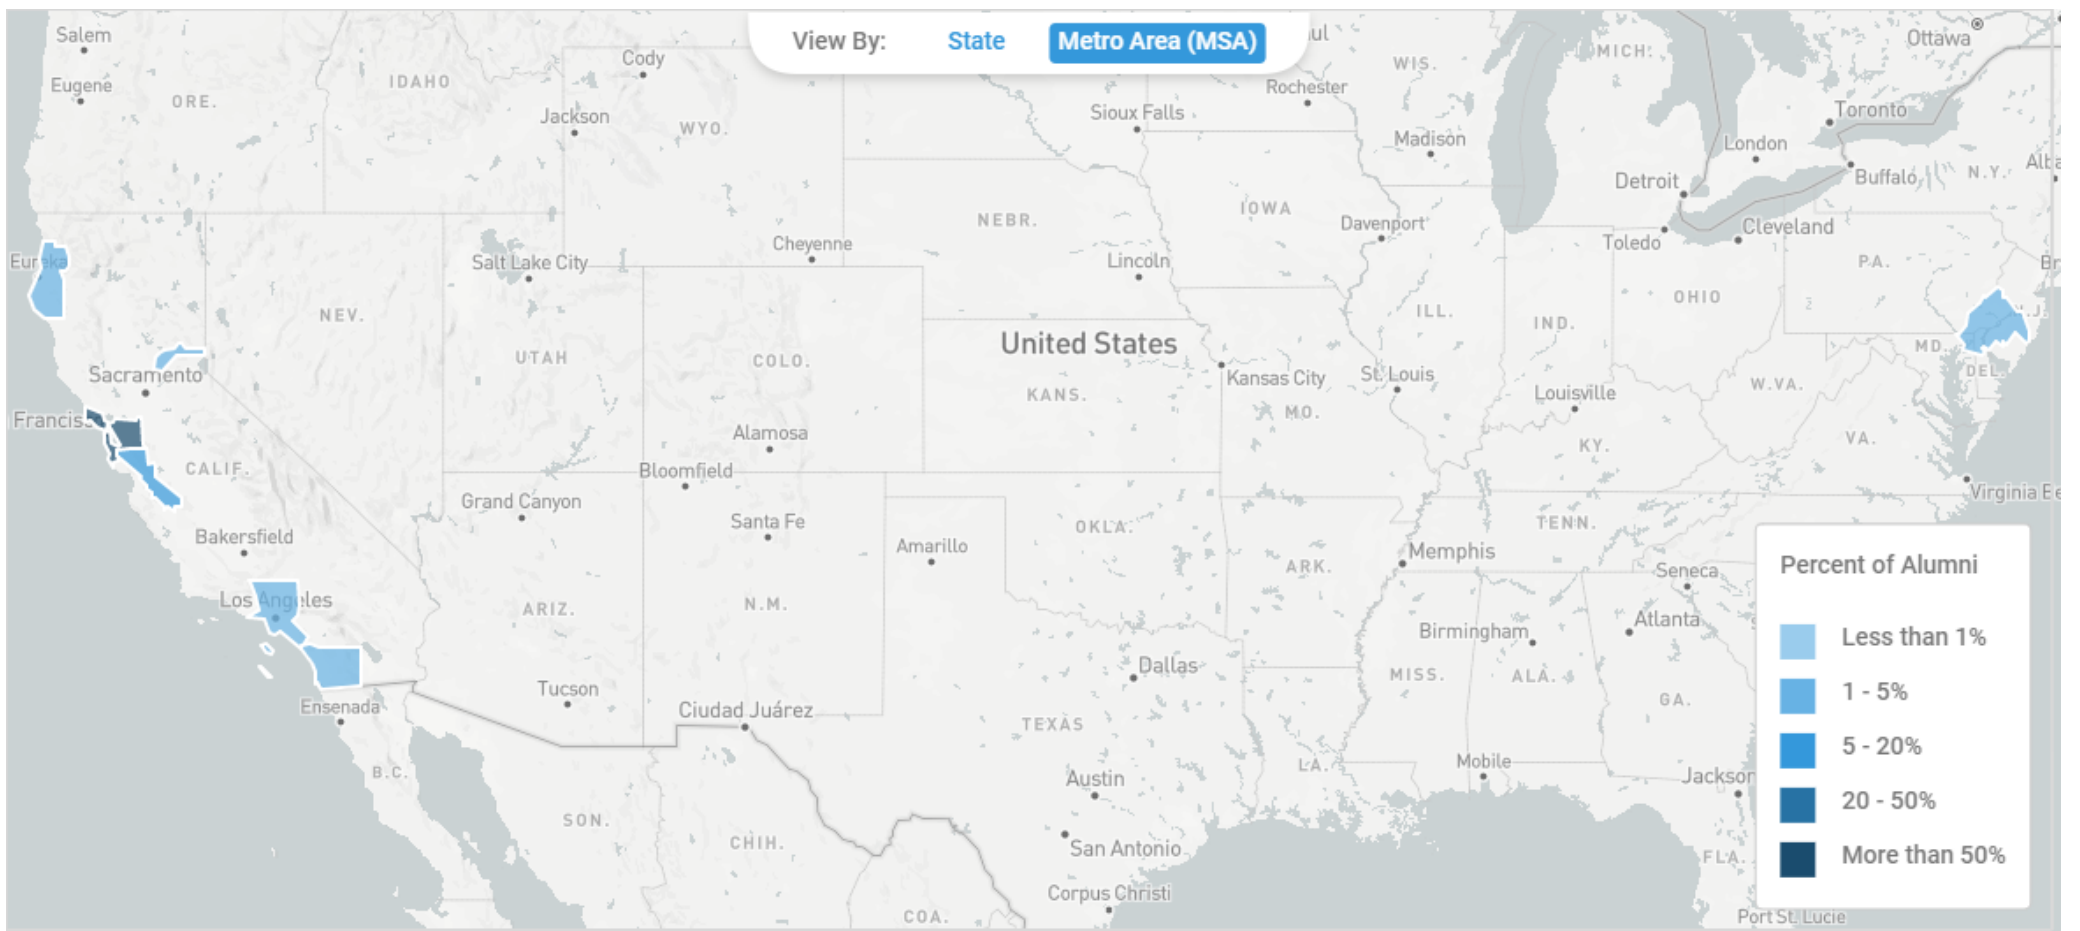 View By:
State
Metro Area (MSA)
Salem
Eugene
ORE.
IDAHO
Cody
Jackson
WYO.
Sioux Falls
Rochester
WIS.
Madison
MICH.
Ottawa
Toronto
London
Detroit
Buffalo
N.Y.
Toledo
Cleveland
NEBR.
IOWA
Davenport
Cheyenne
Lincoln
Salt Lake City
Eureka
NEV.
UTAH
COLO.
United States
ILL.
IND.
OHIO
PA.
MD.
DEL.
Sacramento
Francis
CALIF.
KANS.
Kansas City
St. Louis
MO.
Louisville
W.VA.
KY.
VA.
Alamosa
Bloomfield
Grand Canyon
Santa Fe
Bakersfield
Amarillo
OKLA.
ARK.
TENN.
Memphis
Virginia Be
Seneca
Los Angeles
ARIZ.
N.M.
Atlanta
Birmingham
Dallas
MISS.
ALA.
GA.
Tucson
Ensenada
Ciudad Juárez
TEXAS
B.C.
Austin
LA.
Mobile
Jackson
SON.
CHIH.
San Antonio
FLA.
Corpus Christi
COA.
Port St. Lucie
Percent of Alumni
Less than 1%
1 - 5%
5 - 20%
20 - 50%
More than 50%